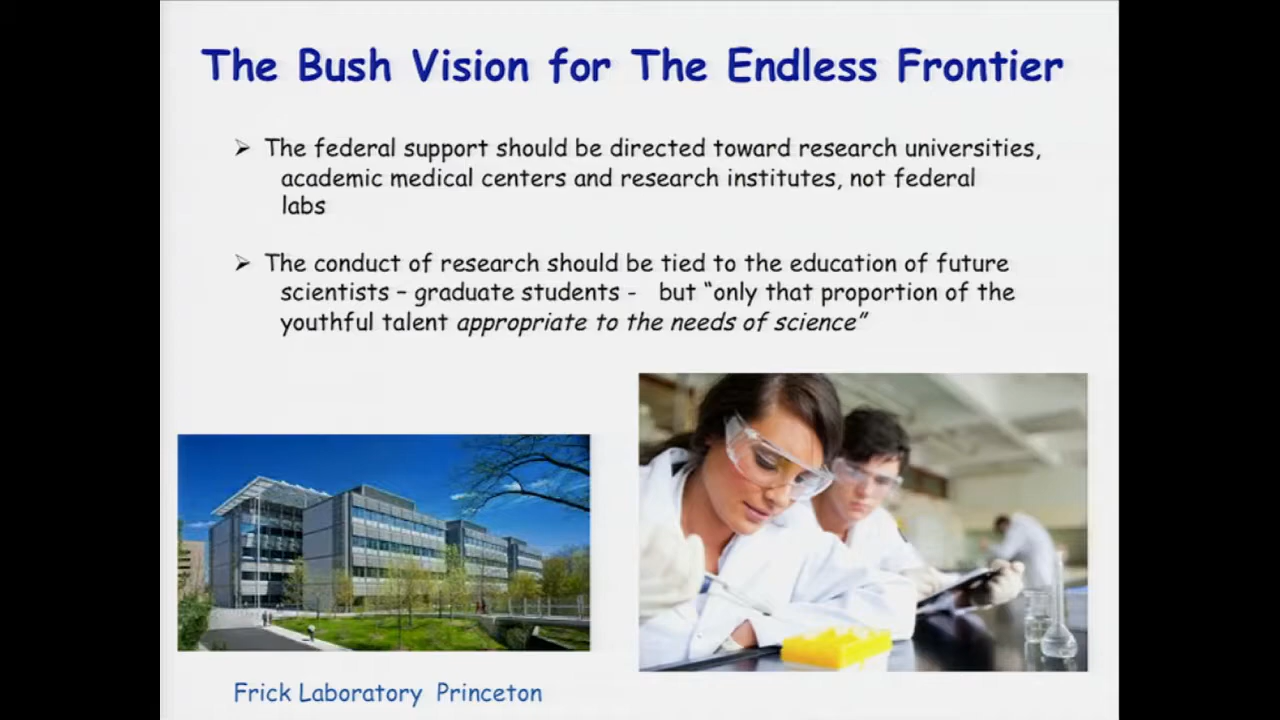 The Bush Vision for The Endless Frontier
➢ The federal support should be directed toward research universities,
academic medical centers and research institutes, not federal
labs
➢ The conduct of research should be tied to the education of future
scientists – graduate students - but “only that proportion of the
youthful talent appropriate to the needs of science”
Frick Laboratory Princeton